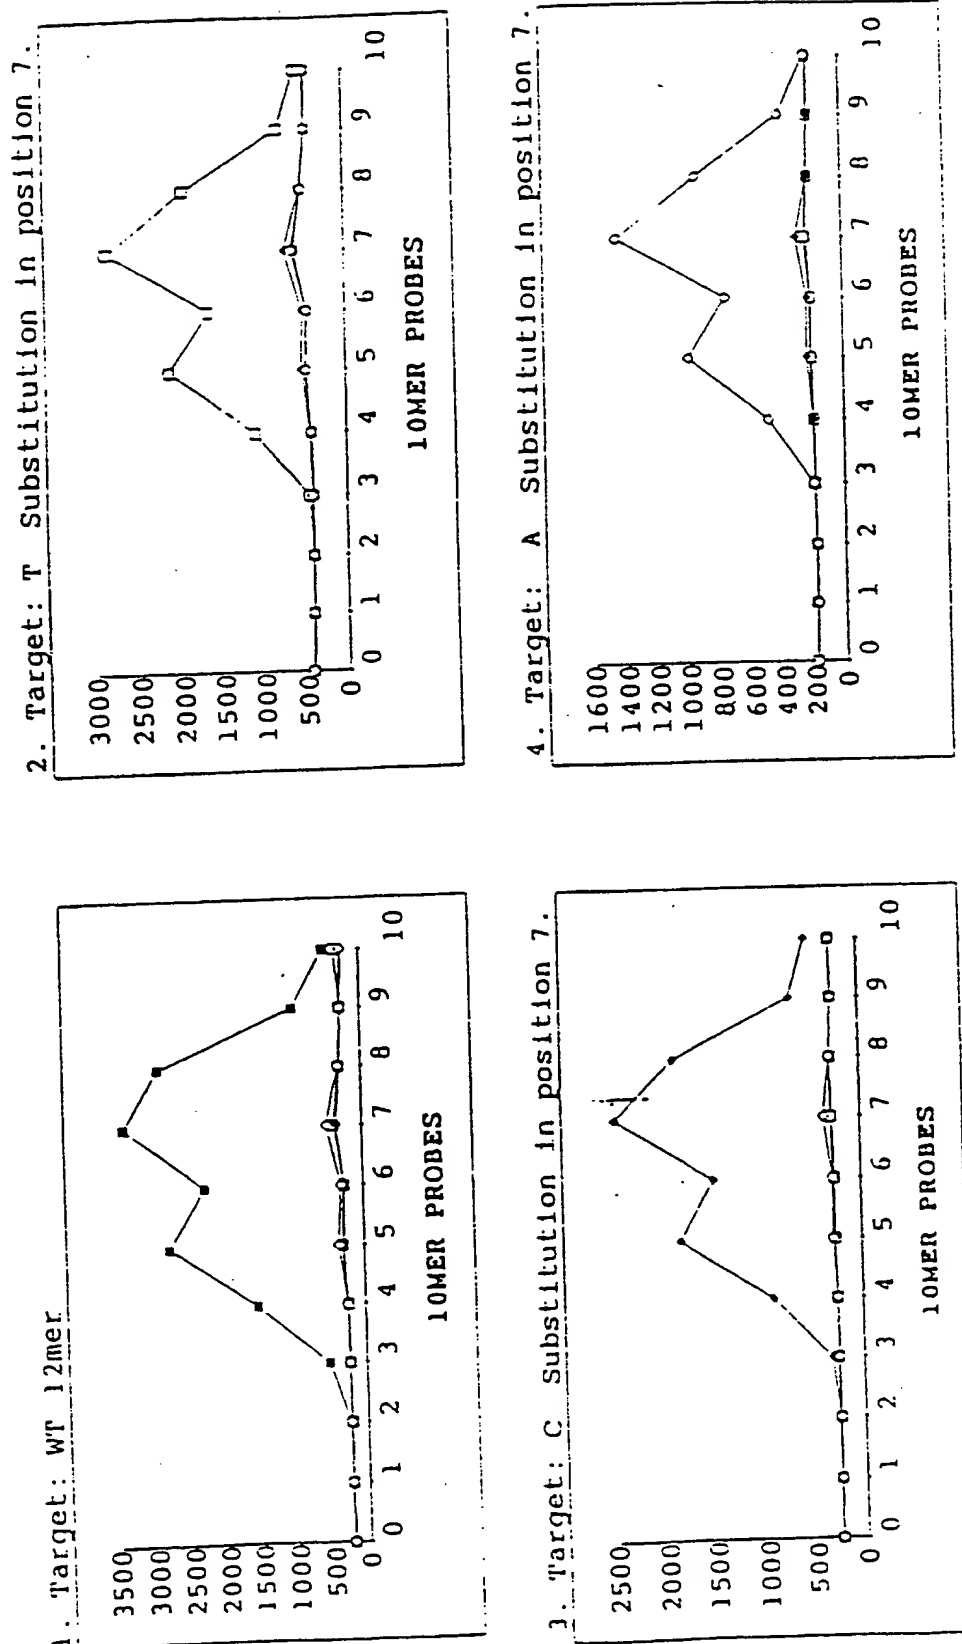 1. Target: WT 12mer
3500
3000
2500
2000
1500
1000
500
0
0 1 2 3 4 5 6 7 8 9 10
10MER PROBES
2. Target: T Substitution in position 7.
3000
2500
2000
1500
1000
500
0
0 1 2 3 4 5 6 7 8 9 10
10MER PROBES
3. Target: C Substitution in position 7.
2500
2000
1500
1000
500
0
0 1 2 3 4 5 6 7 8 9 10
10MER PROBES
4. Target: A Substitution in position 7.
1600
1400
1200
1000
800
600
400
200
0
0 1 2 3 4 5 6 7 8 9 10
10MER PROBES